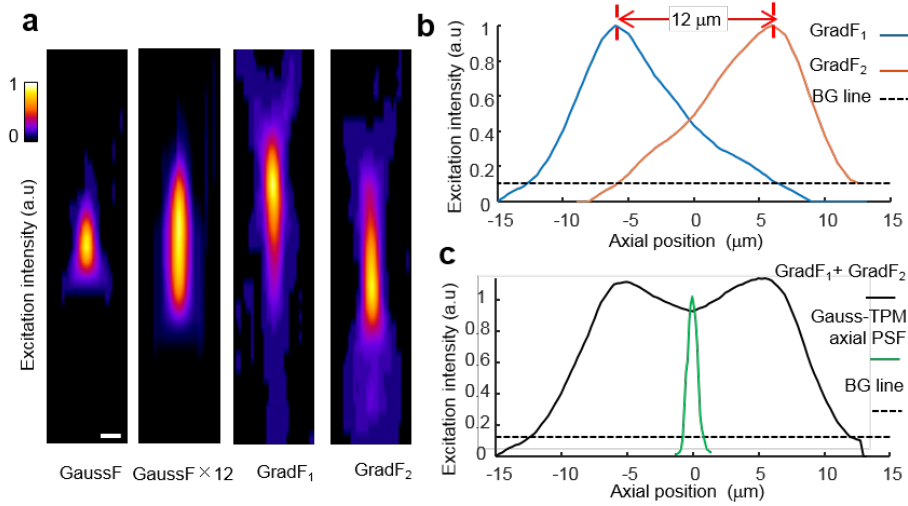 a
1
0
Excitation intensity (a.u)
GaussF
GaussF×12
GradF₁
GradF₂
b
12 μm
GradF₁
GradF₂
BG line
Excitation intensity (a.u)
1
0.8
0.6
0.4
0.2
0
-15 -10 -5 0 5 10 15
Axial position (μm)
c
GradF₁+ GradF₂
Gauss-TPM
axial PSF
BG line
Excitation intensity (a.u)
1
0.8
0.6
0.4
0.2
0
-15 -10 -5 0 5 10 15
Axial position (μm)